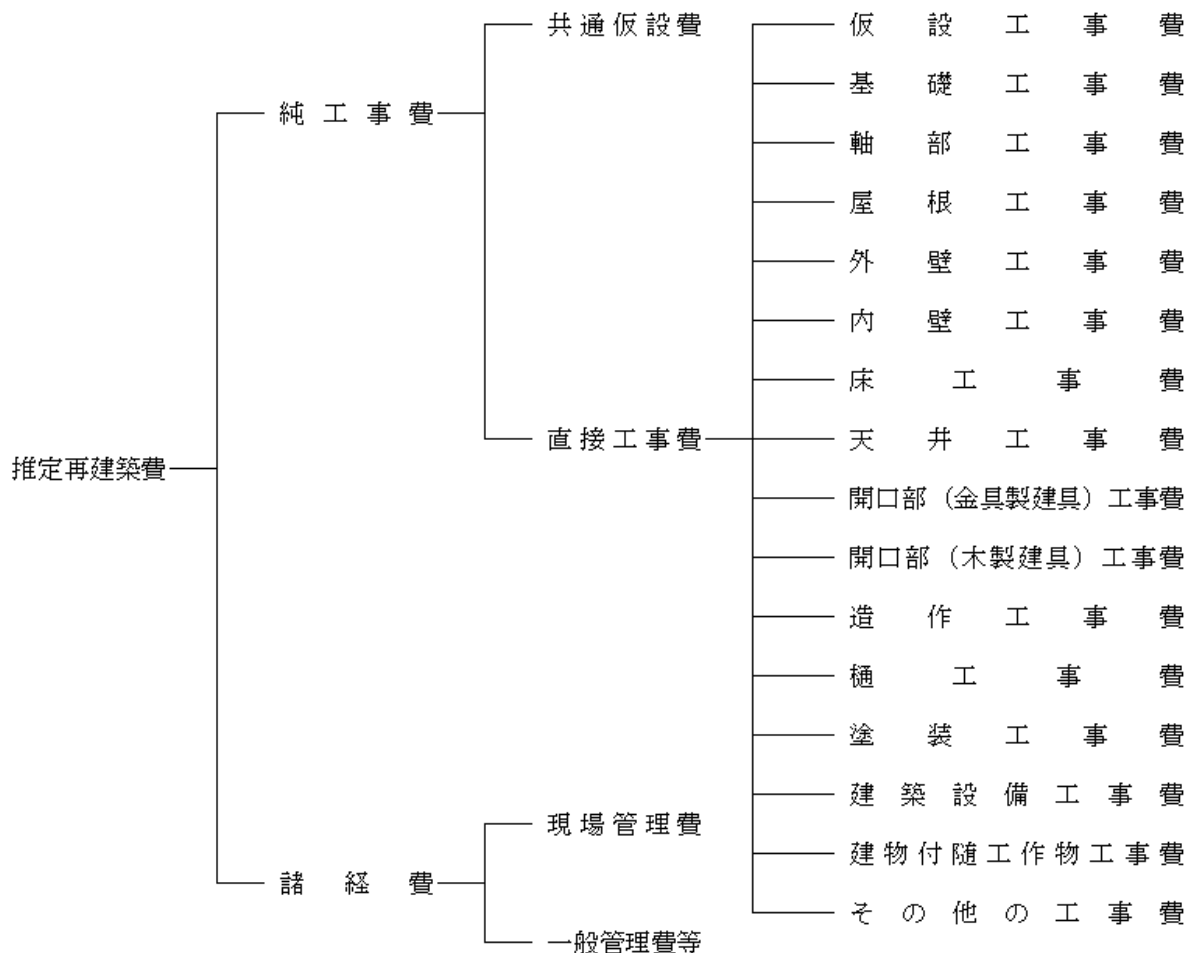 共通仮設費
仮設工事費
基礎工事費
純工事費
軸部工事費
屋根工事費
外壁工事費
内壁工事費
床工事費
直接工事費
天井工事費
推定再建築費
開口部（金具製建具）工事費
開口部（木製建具）工事費
造作工事費
樋工事費
塗装工事費
建築設備工事費
現場管理費
建物付随工作物工事費
諸経費
その他の工事費
一般管理費等